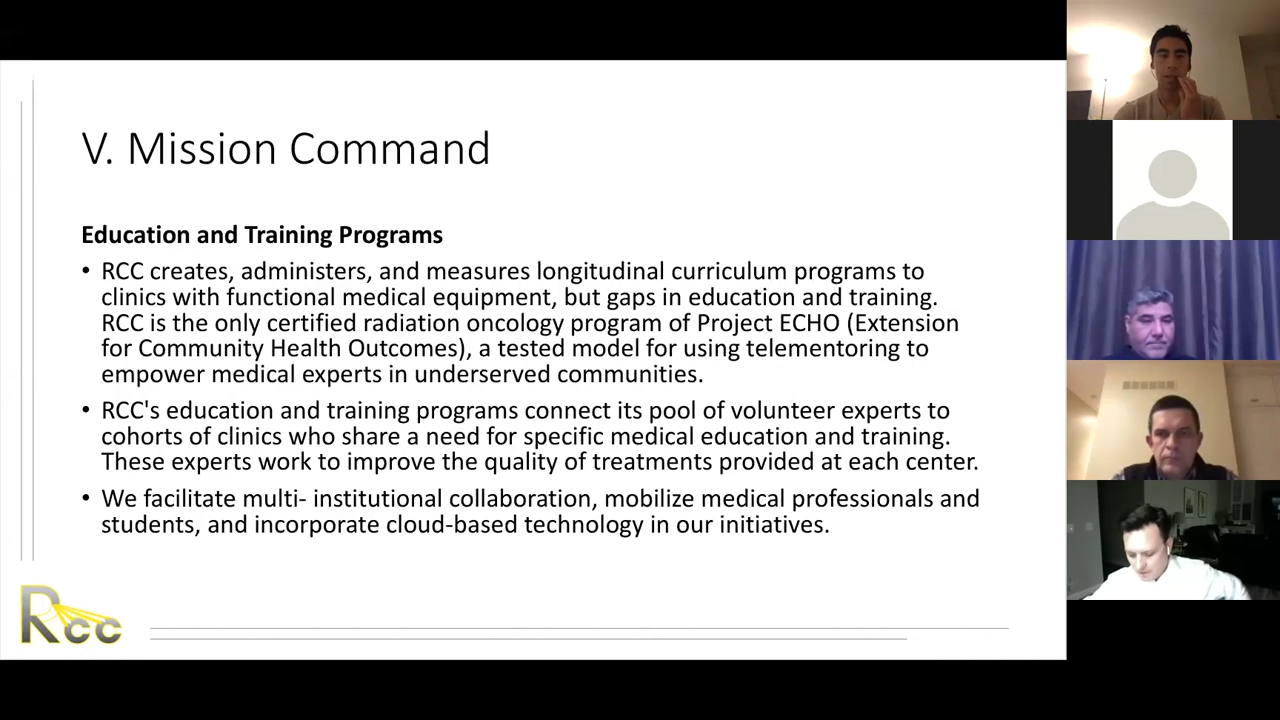 V. Mission Command
Education and Training Programs
• RCC creates, administers, and measures longitudinal curriculum programs to
clinics with functional medical equipment, but gaps in education and training.
RCC is the only certified radiation oncology program of Project ECHO (Extension
for Community Health Outcomes), a tested model for using telementoring to
empower medical experts in underserved communities.
• RCC's education and training programs connect its pool of volunteer experts to
cohorts of clinics who share a need for specific medical education and training.
These experts work to improve the quality of treatments provided at each center.
• We facilitate multi- institutional collaboration, mobilize medical professionals and
students, and incorporate cloud-based technology in our initiatives.
Rcc